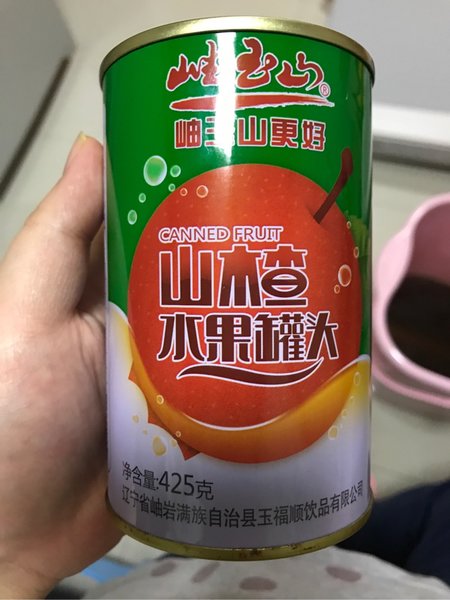 岫玉山®
岫玉山更好
CANNED FRUIT
山楂
水果罐头
净含量:425克
辽宁省岫岩满族自治县玉福顺饮品有限公司